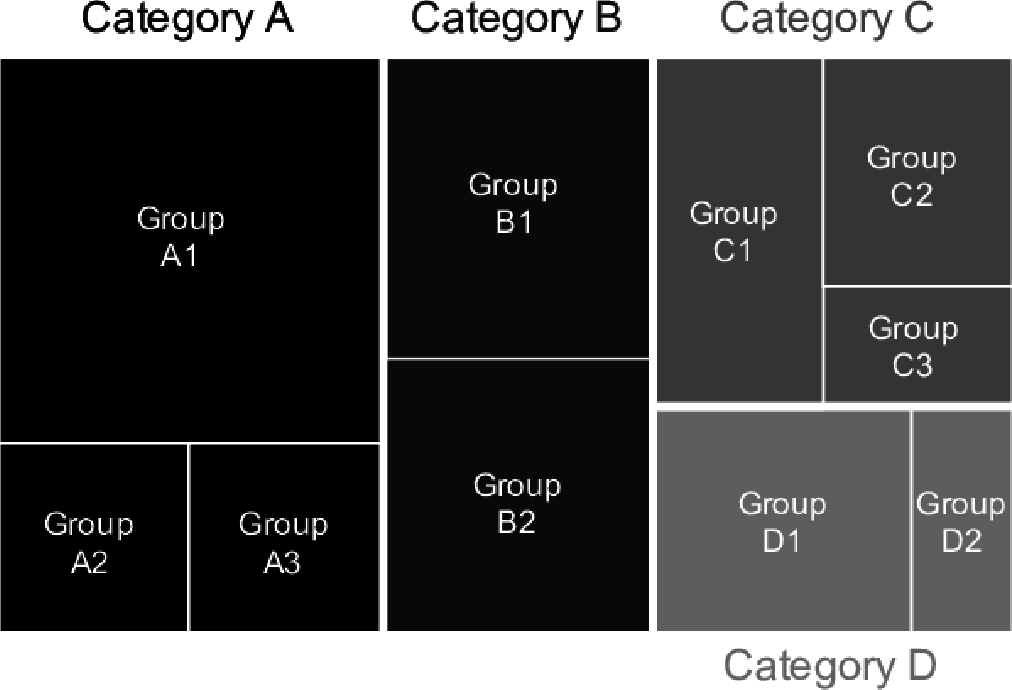 Category A
Category B
Category C
Group
A1
Group
B1
Group
C1
Group
C2
Group
C3
Group
A2
Group
A3
Group
B2
Group
D1
Group
D2
Category D